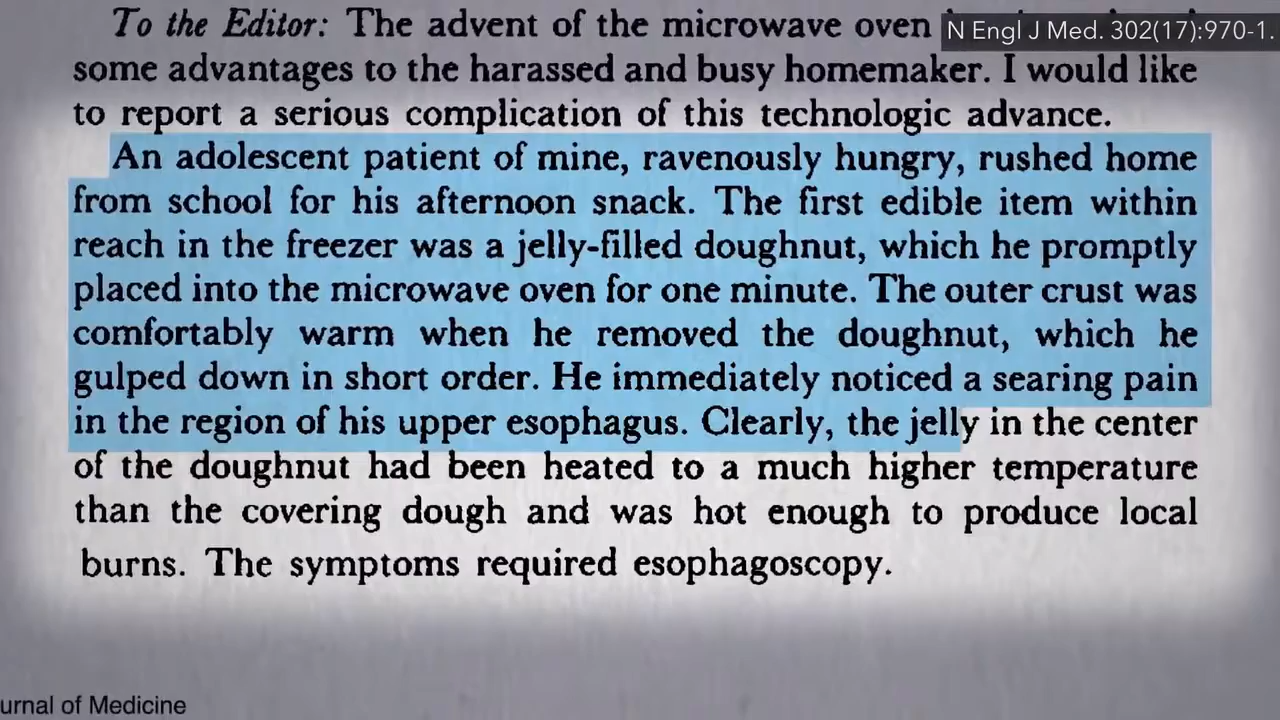 To the Editor: The advent of the microwave oven
N Engl J Med. 302(17):970-1.
some advantages to the harassed and busy homemaker. I would like
to report a serious complication of this technologic advance.
An adolescent patient of mine, ravenously hungry, rushed home
from school for his afternoon snack. The first edible item within
reach in the freezer was a jelly-filled doughnut, which he promptly
placed into the microwave oven for one minute. The outer crust was
comfortably warm when he removed the doughnut, which he
gulped down in short order. He immediately noticed a searing pain
in the region of his upper esophagus. Clearly, the jelly in the center
of the doughnut had been heated to a much higher temperature
than the covering dough and was hot enough to produce local
burns. The symptoms required esophagoscopy.
urnal of Medicine